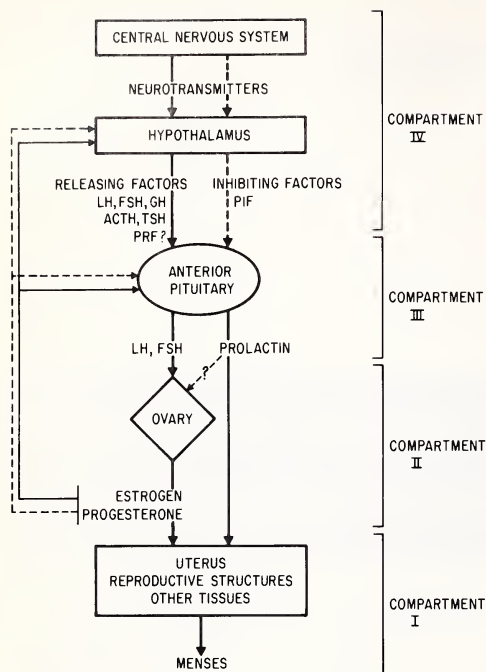 CENTRAL NERVOUS SYSTEM
NEUROTRANSMITTERS
HYPOTHALAMUS
COMPARTMENT
IV
RELEASING FACTORS
LH, FSH, GH
ACTH, TSH
PRF?
INHIBITING FACTORS
PIF
ANTERIOR
PITUITARY
COMPARTMENT
III
LH, FSH
PROLACTIN
?
OVARY
COMPARTMENT
II
ESTROGEN
PROGESTERONE
UTERUS
REPRODUCTIVE STRUCTURES
OTHER TISSUES
COMPARTMENT
I
MENSES